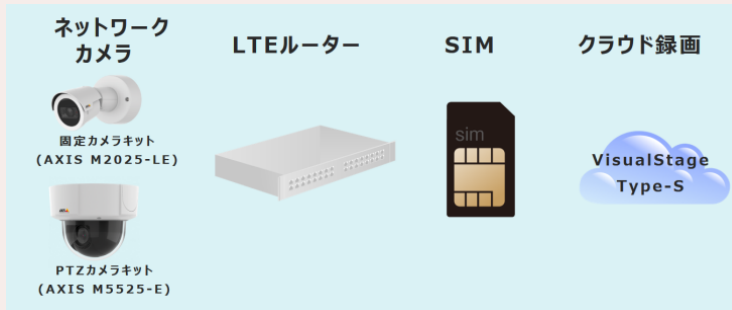 ネットワーク
カメラ
LTEルーター
SIM
クラウド録画
固定カメラキット
(AXIS M2025-LE)
sim
VisualStage
Type-S
PTZカメラキット
(AXIS M5525-E)